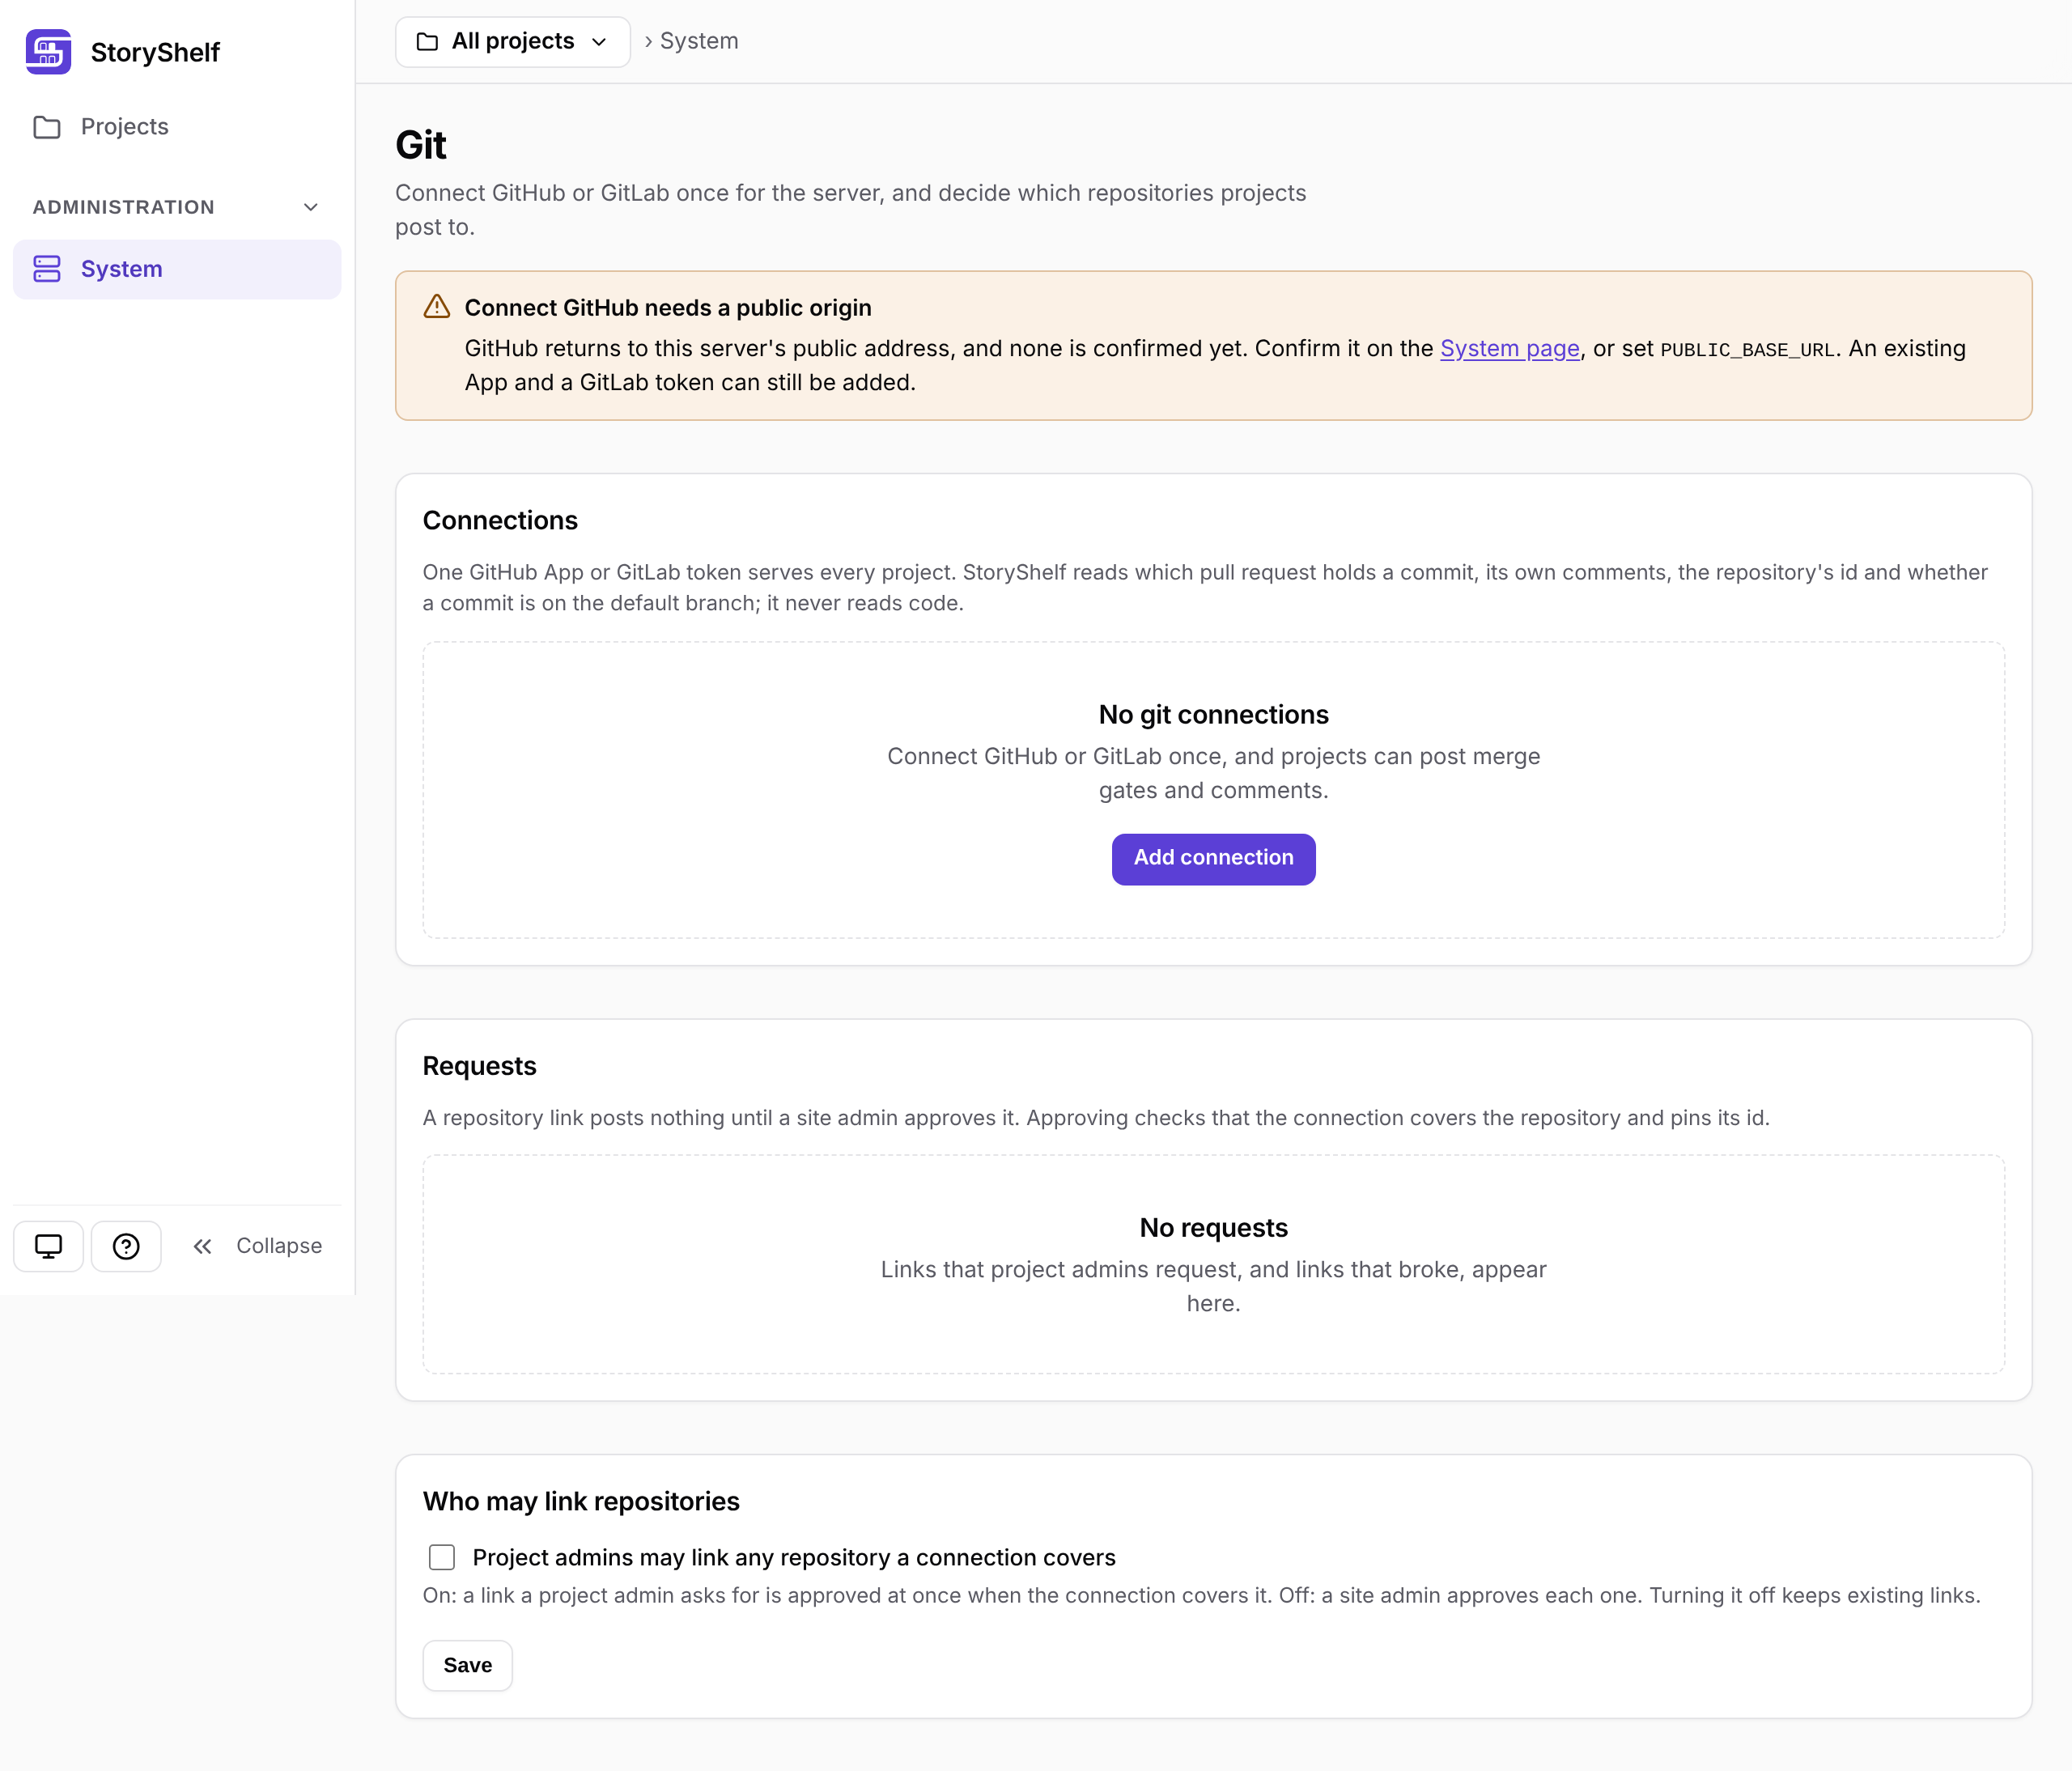 StoryShelf
Projects
ADMINISTRATION
System
Collapse
All projects
› System
Git
Connect GitHub or GitLab once for the server, and decide which repositories projects
post to.
Connect GitHub needs a public origin
GitHub returns to this server's public address, and none is confirmed yet. Confirm it on the System page, or set PUBLIC_BASE_URL. An existing
App and a GitLab token can still be added.
Connections
One GitHub App or GitLab token serves every project. StoryShelf reads which pull request holds a commit, its own comments, the repository's id and whether
a commit is on the default branch; it never reads code.
No git connections
Connect GitHub or GitLab once, and projects can post merge
gates and comments.
Add connection
Requests
A repository link posts nothing until a site admin approves it. Approving checks that the connection covers the repository and pins its id.
No requests
Links that project admins request, and links that broke, appear
here.
Who may link repositories
Project admins may link any repository a connection covers
On: a link a project admin asks for is approved at once when the connection covers it. Off: a site admin approves each one. Turning it off keeps existing links.
Save